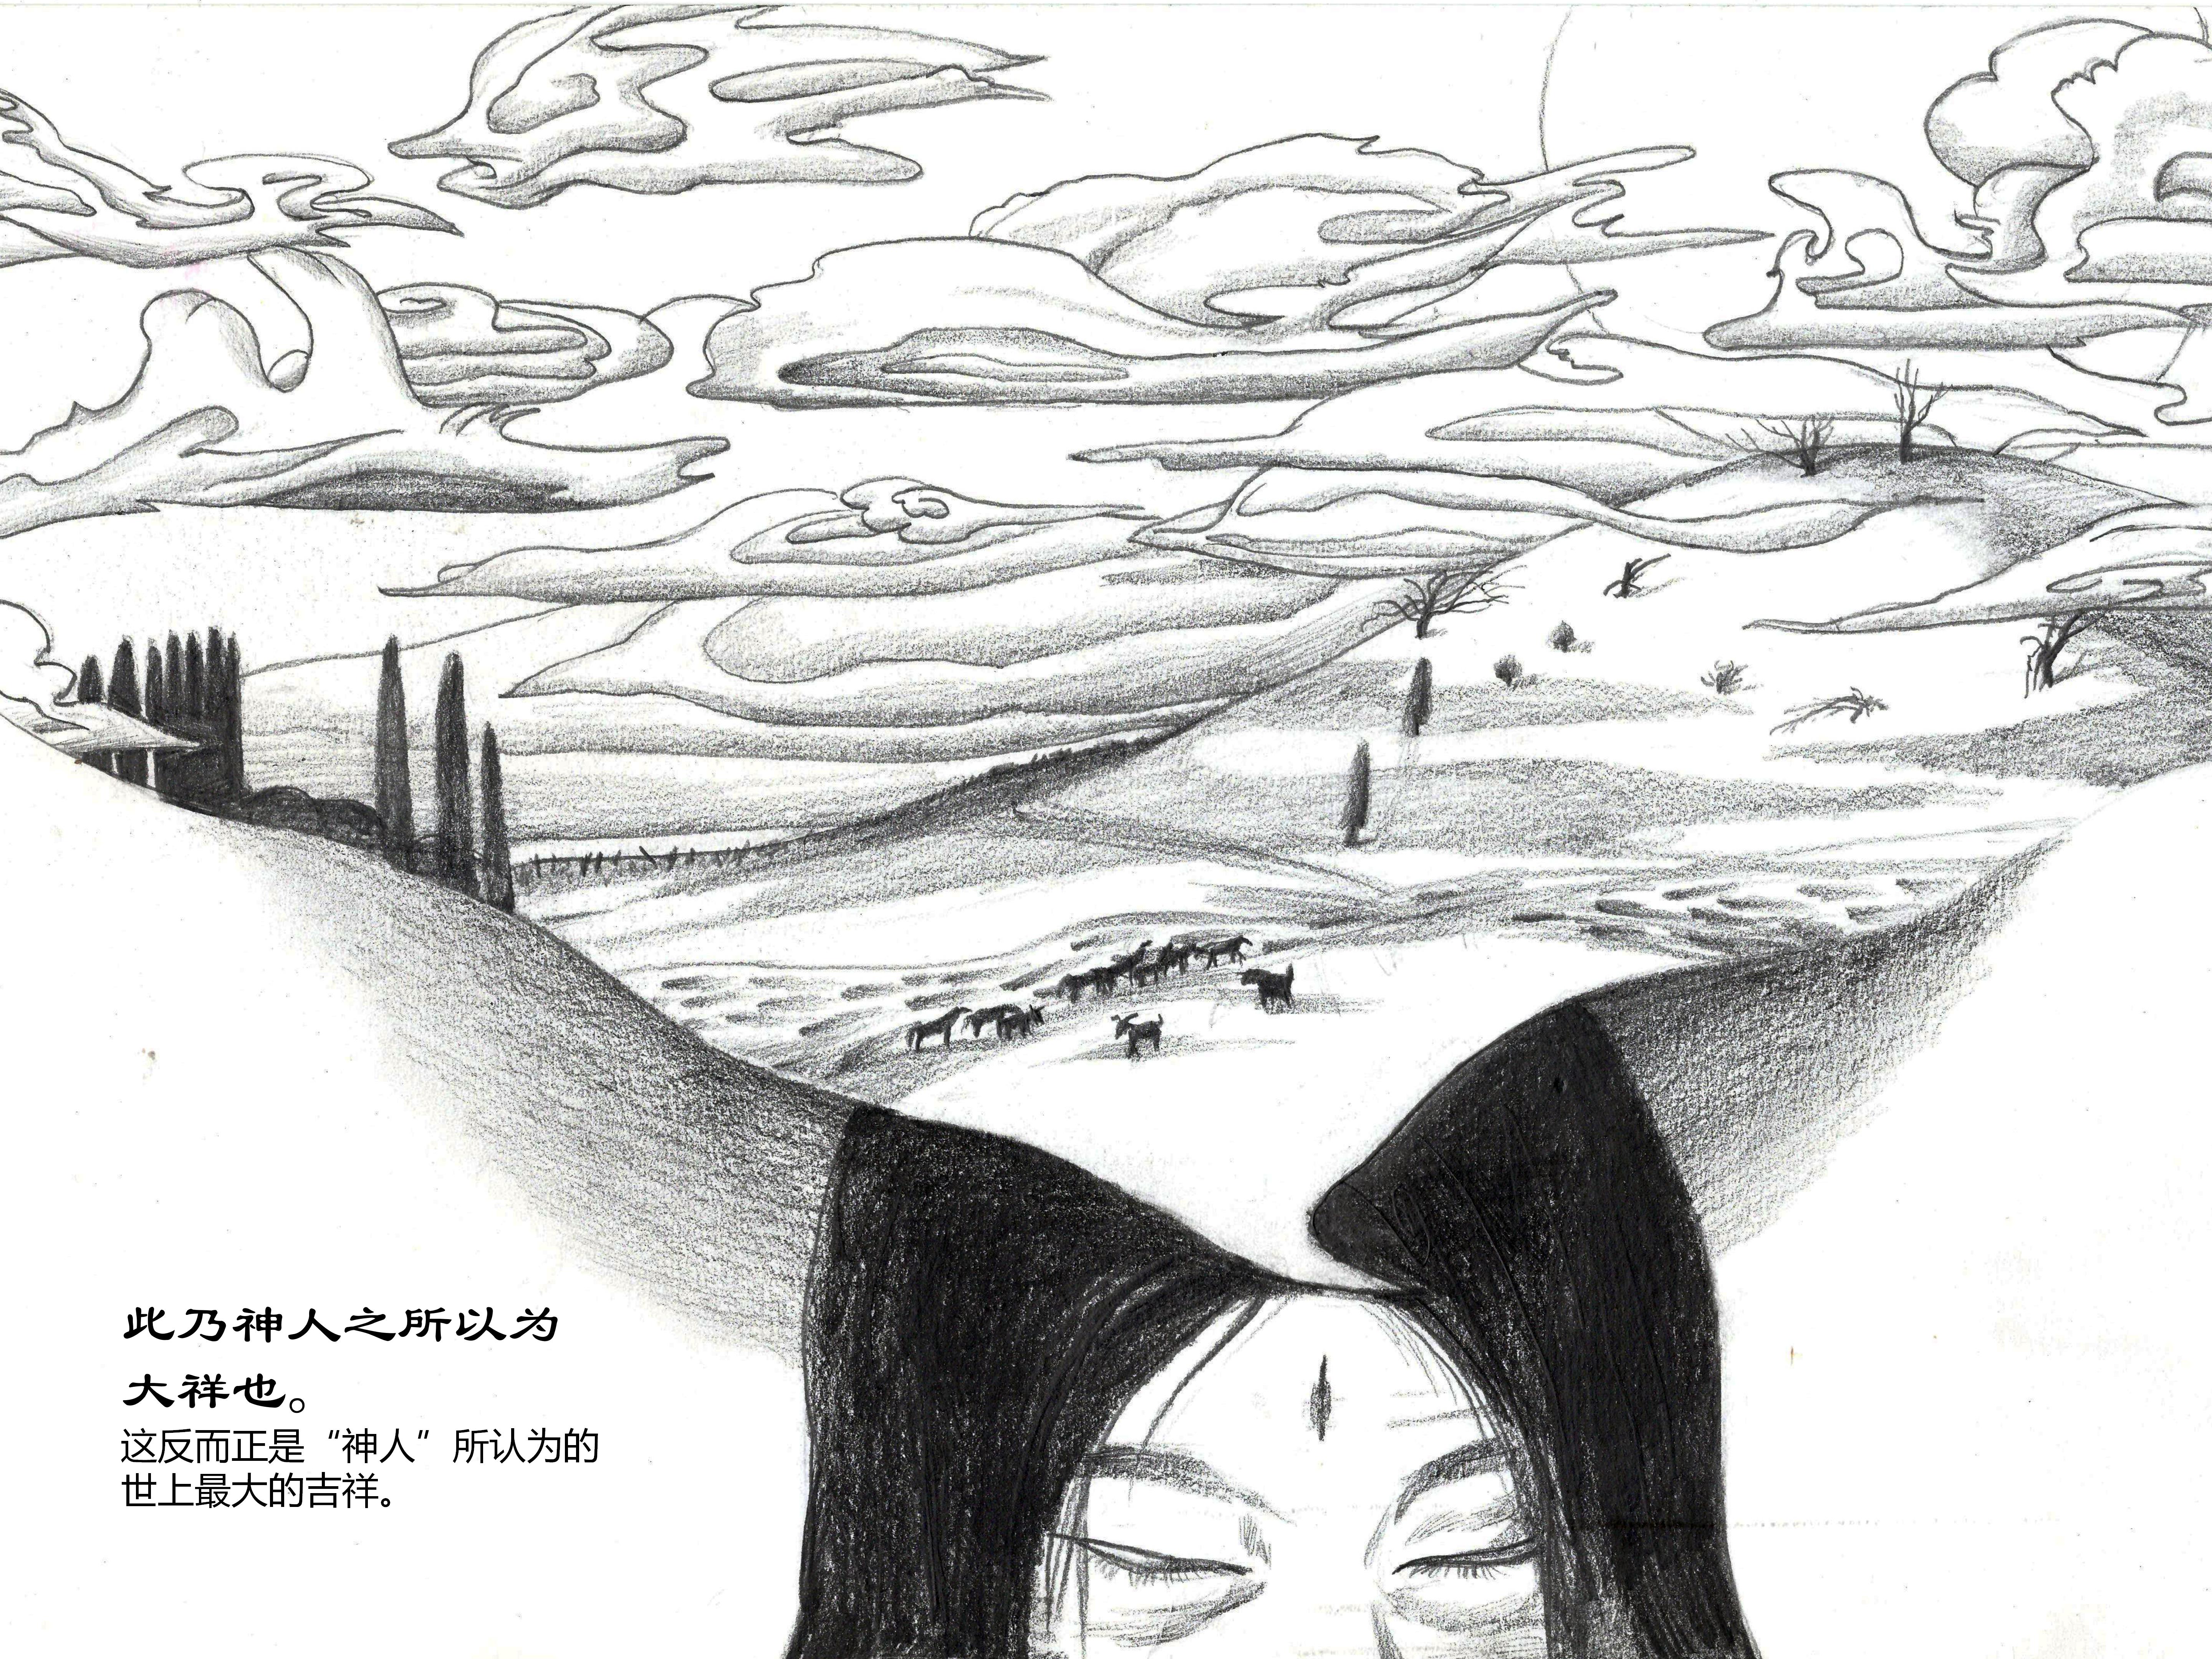 此乃神人之所以为
大祥也。
这反而正是“神人”所认为的
世上最大的吉祥。